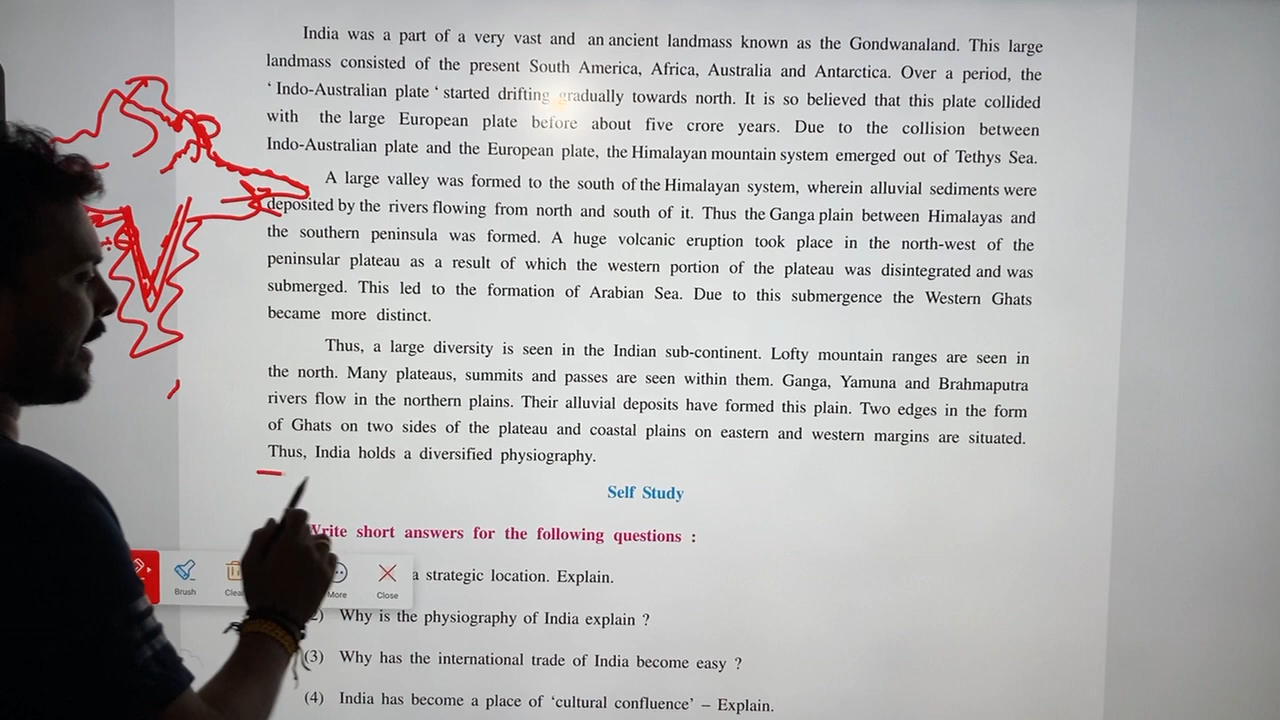 India was a part of a very vast and an ancient landmass known as the Gondwanaland. This large
landmass consisted of the present South America, Africa, Australia and Antarctica. Over a period, the
‘ Indo-Australian plate ‘ started drifting gradually towards north. It is so believed that this plate collided
with the large European plate before about five crore years. Due to the collision between
Indo-Australian plate and the European plate, the Himalayan mountain system emerged out of Tethys Sea.
A large valley was formed to the south of the Himalayan system, wherein alluvial sediments were
deposited by the rivers flowing from north and south of it. Thus the Ganga plain between Himalayas and
the southern peninsula was formed. A huge volcanic eruption took place in the north-west of the
peninsular plateau as a result of which the western portion of the plateau was disintegrated and was
submerged. This led to the formation of Arabian Sea. Due to this submergence the Western Ghats
became more distinct.
Thus, a large diversity is seen in the Indian sub-continent. Lofty mountain ranges are seen in
the north. Many plateaus, summits and passes are seen within them. Ganga, Yamuna and Brahmaputra
rivers flow in the northern plains. Their alluvial deposits have formed this plain. Two edges in the form
of Ghats on two sides of the plateau and coastal plains on eastern and western margins are situated.
Thus, India holds a diversified physiography.
Self Study
Write short answers for the following questions :
a strategic location. Explain.
Brush Clear More Close
2) Why is the physiography of India explain ?
(3) Why has the international trade of India become easy ?
(4) India has become a place of ‘cultural confluence’ – Explain.